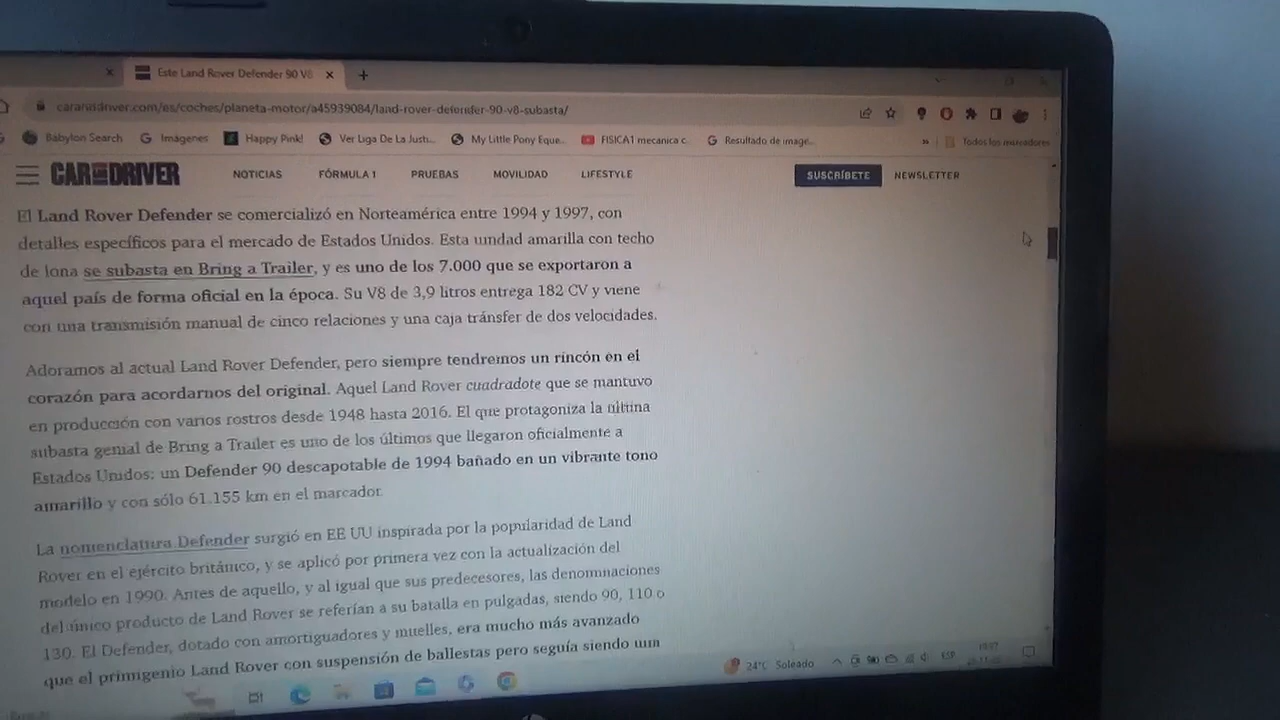 Este Land Rover Defender 90 V8
caranddriver.com/es/coches/planeta-motor/a45939084/land-rover-defender-90-v8-subasta/
Babylon Search
Imágenes
Happy Pink!
Ver Liga De La Justi...
My Little Pony Eque...
FISICA1 mecanica c...
Resultado de image...
»
Todos los marcadores
CAR AND DRIVER
NOTICIAS
FÓRMULA 1
PRUEBAS
MOVILIDAD
LIFESTYLE
SUSCRÍBETE
NEWSLETTER
El Land Rover Defender se comercializó en Norteamérica entre 1994 y 1997, con
detalles específicos para el mercado de Estados Unidos. Esta unidad amarilla con techo
de lona se subasta en Bring a Trailer, y es uno de los 7.000 que se exportaron a
aquel país de forma oficial en la época. Su V8 de 3,9 litros entrega 182 CV y viene
con una transmisión manual de cinco relaciones y una caja tránsfer de dos velocidades.
Adoramos al actual Land Rover Defender, pero siempre tendremos un rincón en el
corazón para acordarnos del original. Aquel Land Rover cuadradote que se mantuvo
en producción con varios rostros desde 1948 hasta 2016. El que protagoniza la última
subasta genial de Bring a Trailer es uno de los últimos que llegaron oficialmente a
Estados Unidos: un Defender 90 descapotable de 1994 bañado en un vibrante tono
amarillo y con sólo 61.155 km en el marcador.
La nomenclatura Defender surgió en EE UU inspirada por la popularidad de Land
Rover en el ejército británico, y se aplicó por primera vez con la actualización del
modelo en 1990. Antes de aquello, y al igual que sus predecesores, las denominaciones
del único producto de Land Rover se referían a su batalla en pulgadas, siendo 90, 110 o
130. El Defender, dotado con amortiguadores y muelles, era mucho más avanzado
que el primigenio Land Rover con suspensión de ballestas pero seguía siendo una
24°C Soleado
ESP